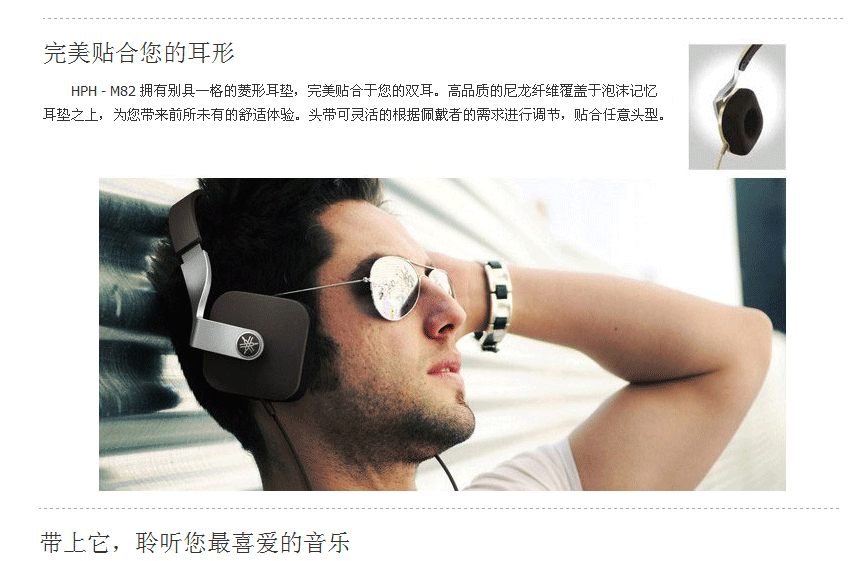 完美贴合您的耳形
HPH - M82 拥有别具一格的菱形耳垫，完美贴合于您的双耳。高品质的尼龙纤维覆盖于泡沫记忆
耳垫之上，为您带来前所未有的舒适体验。头带可灵活的根据佩戴者的需求进行调节，贴合任意头型。
带上它，聆听您最喜爱的音乐